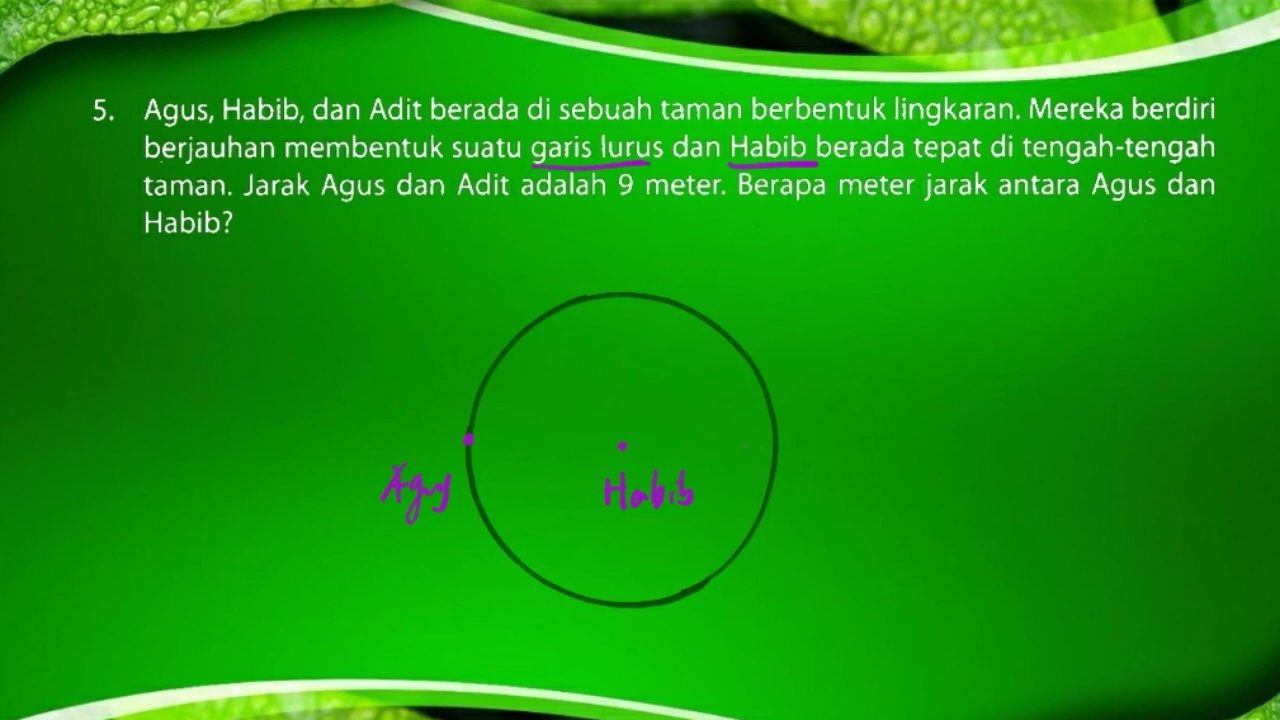 5. Agus, Habib, dan Adit berada di sebuah taman berbentuk lingkaran. Mereka berdiri
berjauhan membentuk suatu garis lurus dan Habib berada tepat di tengah-tengah
taman. Jarak Agus dan Adit adalah 9 meter. Berapa meter jarak antara Agus dan
Habib?
Agus
Habib